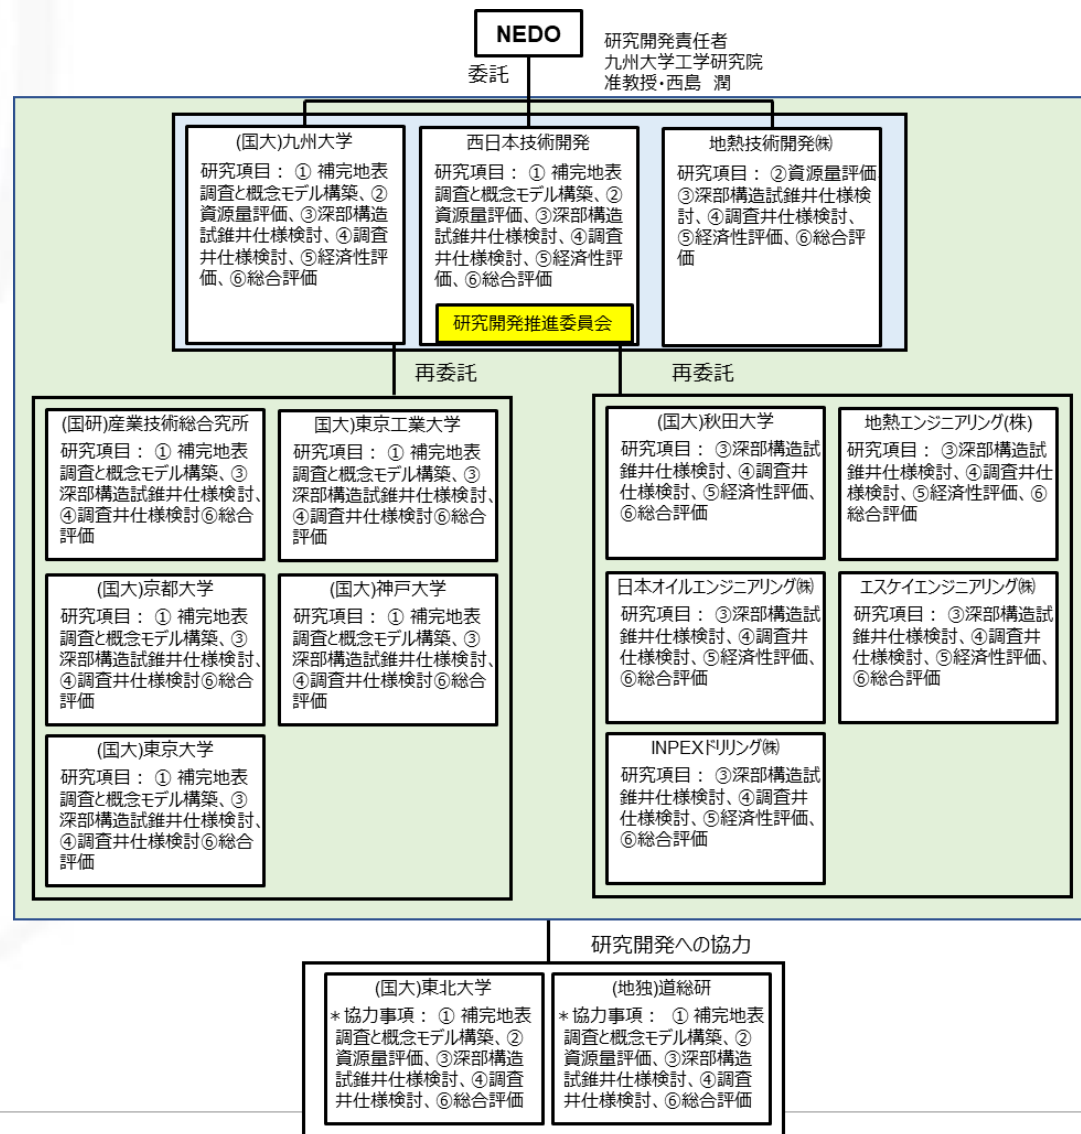 NEDO
研究開発責任者
九州大学工学研究院
准教授・西島 潤
委託
(国大)九州大学
研究項目： ① 補完地表
調査と概念モデル構築、②
資源量評価、③深部構造
試錐井仕様検討、④調査
井仕様検討、⑤経済性評
価、⑥総合評価
西日本技術開発
研究項目： ① 補完地表
調査と概念モデル構築、②
資源量評価、③深部構造
試錐井仕様検討、④調査
井仕様検討、⑤経済性評
価、⑥総合評価
研究開発推進委員会
地熱技術開発㈱
研究項目： ②資源量評価、
③深部構造試錐井仕様検
討、④調査井仕様検討、
⑤経済性評価、⑥総合評
価
再委託
再委託
(国研)産業技術総合究所
研究項目： ① 補完地表
調査と概念モデル構築、③
深部構造試錐井仕様検討、
④調査井仕様検討⑥総合
評価
国大)東京工業大学
研究項目： ① 補完地表
調査と概念モデル構築、③
深部構造試錐井仕様検討、
④調査井仕様検討⑥総合
評価
(国大)京都大学
研究項目： ① 補完地表
調査と概念モデル構築、③
深部構造試錐井仕様検討、
④調査井仕様検討⑥総合
評価
(国大)神戸大学
研究項目： ① 補完地表
調査と概念モデル構築、③
深部構造試錐井仕様検討、
④調査井仕様検討⑥総合
評価
(国大)東京大学
研究項目： ① 補完地表
調査と概念モデル構築、③
深部構造試錐井仕様検討、
④調査井仕様検討⑥総合
評価
(国大)秋田大学
研究項目： ③深部構造試
錐井仕様検討、④調査井
仕様検討、⑤経済性評価、
⑥総合評価
地熱エンジニアリング(株)
研究項目： ③深部構造試
錐井仕様検討、④調査井仕
様検討、⑤経済性評価、⑥
総合評価
日本オイルエンジニアリング㈱
研究項目： ③深部構造試
錐井仕様検討、④調査井
仕様検討、⑤経済性評価、
⑥総合評価
エスケイエンジニアリング㈱
研究項目： ③深部構造試
錐井仕様検討、④調査井
仕様検討、⑤経済性評価、
⑥総合評価
INPEXドリリング㈱
研究項目： ③深部構造試
錐井仕様検討、④調査井
仕様検討、⑤経済性評価、
⑥総合評価
研究開発への協力
(国大)東北大学
＊協力事項： ① 補完地表
調査と概念モデル構築、②
資源量評価、③深部構造
試錐井仕様検討、④調査
井仕様検討、⑥総合評価
(地独)道総研
＊協力事項： ① 補完地表
調査と概念モデル構築、②
資源量評価、③深部構造
試錐井仕様検討、④調査
井仕様検討、⑥総合評価